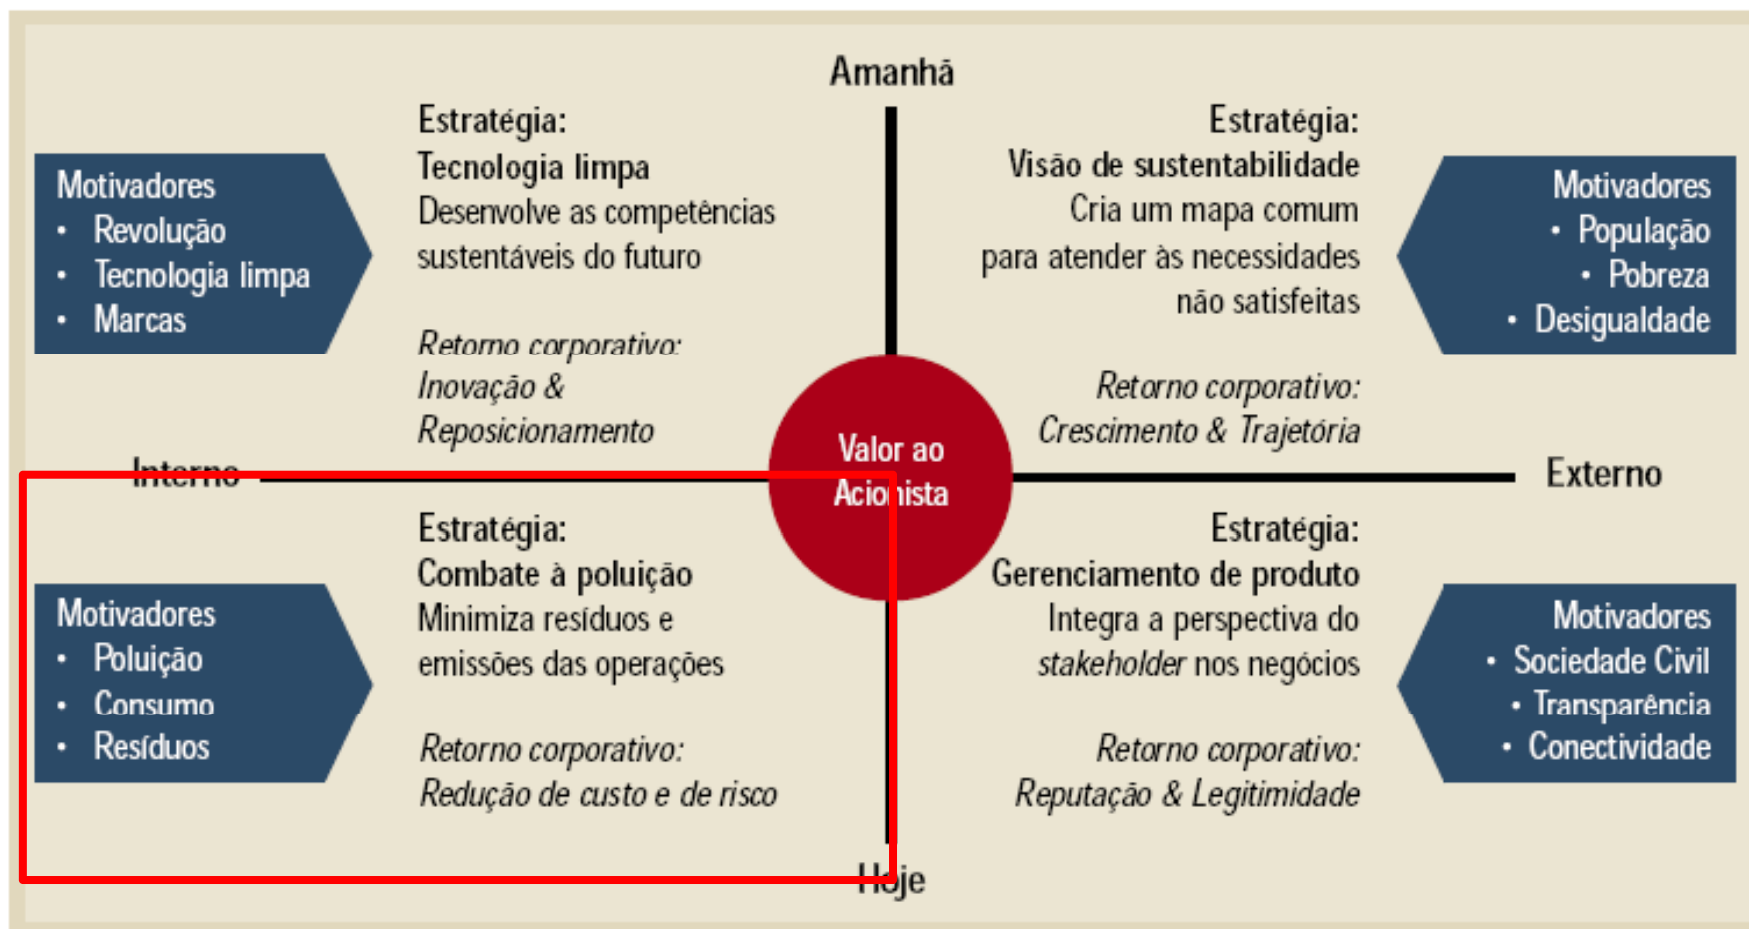 Amanhã
Motivadores
• Revolução
• Tecnologia limpa
• Marcas
Estratégia:
Tecnologia limpa
Desenvolve as competências
sustentáveis do futuro
Retorno corporativo:
Inovação &
Reposicionamento
Estratégia:
Visão de sustentabilidade
Cria um mapa comum
para atender às necessidades
não satisfeitas
Retorno corporativo:
Crescimento & Trajetória
Motivadores
• População
• Pobreza
• Desigualdade
Interno
Valor ao
Acionista
Externo
Motivadores
• Poluição
• Consumo
• Resíduos
Estratégia:
Combate à poluição
Minimiza resíduos e
emissões das operações
Retorno corporativo:
Redução de custo e de risco
Estratégia:
Gerenciamento de produto
Integra a perspectiva do
stakeholder nos negócios
Retorno corporativo:
Reputação & Legitimidade
Motivadores
• Sociedade Civil
• Transparência
• Conectividade
Hoje